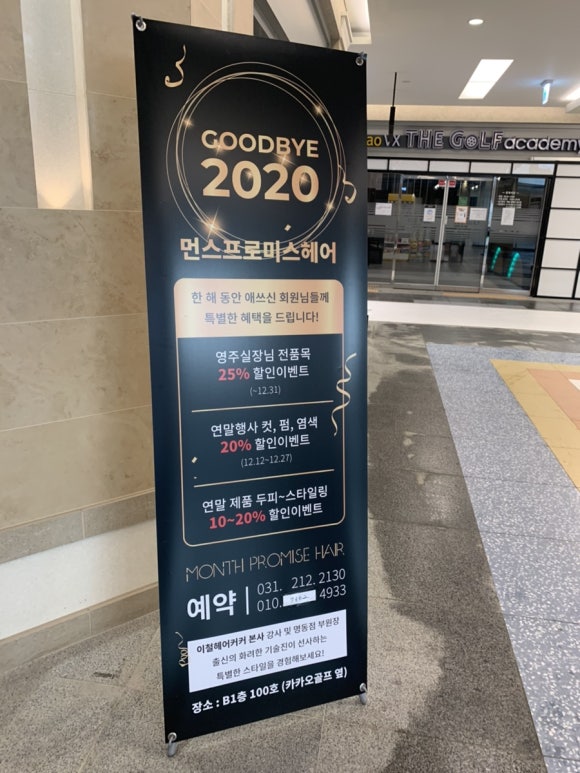 GOODBYE
2020
먼스프로미스헤어
한 해 동안 애쓰신 회원님들께
특별한 혜택을 드립니다!
영주실장님 전품목
25% 할인이벤트
(~12.31)
연말행사 컷, 펌, 염색
20% 할인이벤트
(12.12~12.27)
연말 제품 두피~스타일링
10~20% 할인이벤트
MONTH PROMISE HAIR
예약 | 031. 212. 2130
010. 4933
이철헤어커커 본사 강사 및 명동점 부원장
출신의 화려한 기술진이 선사하는
특별한 스타일을 경험해보세요!
장소 : B1층 100호 (카카오골프 옆)
ao VX THE GOLF academy